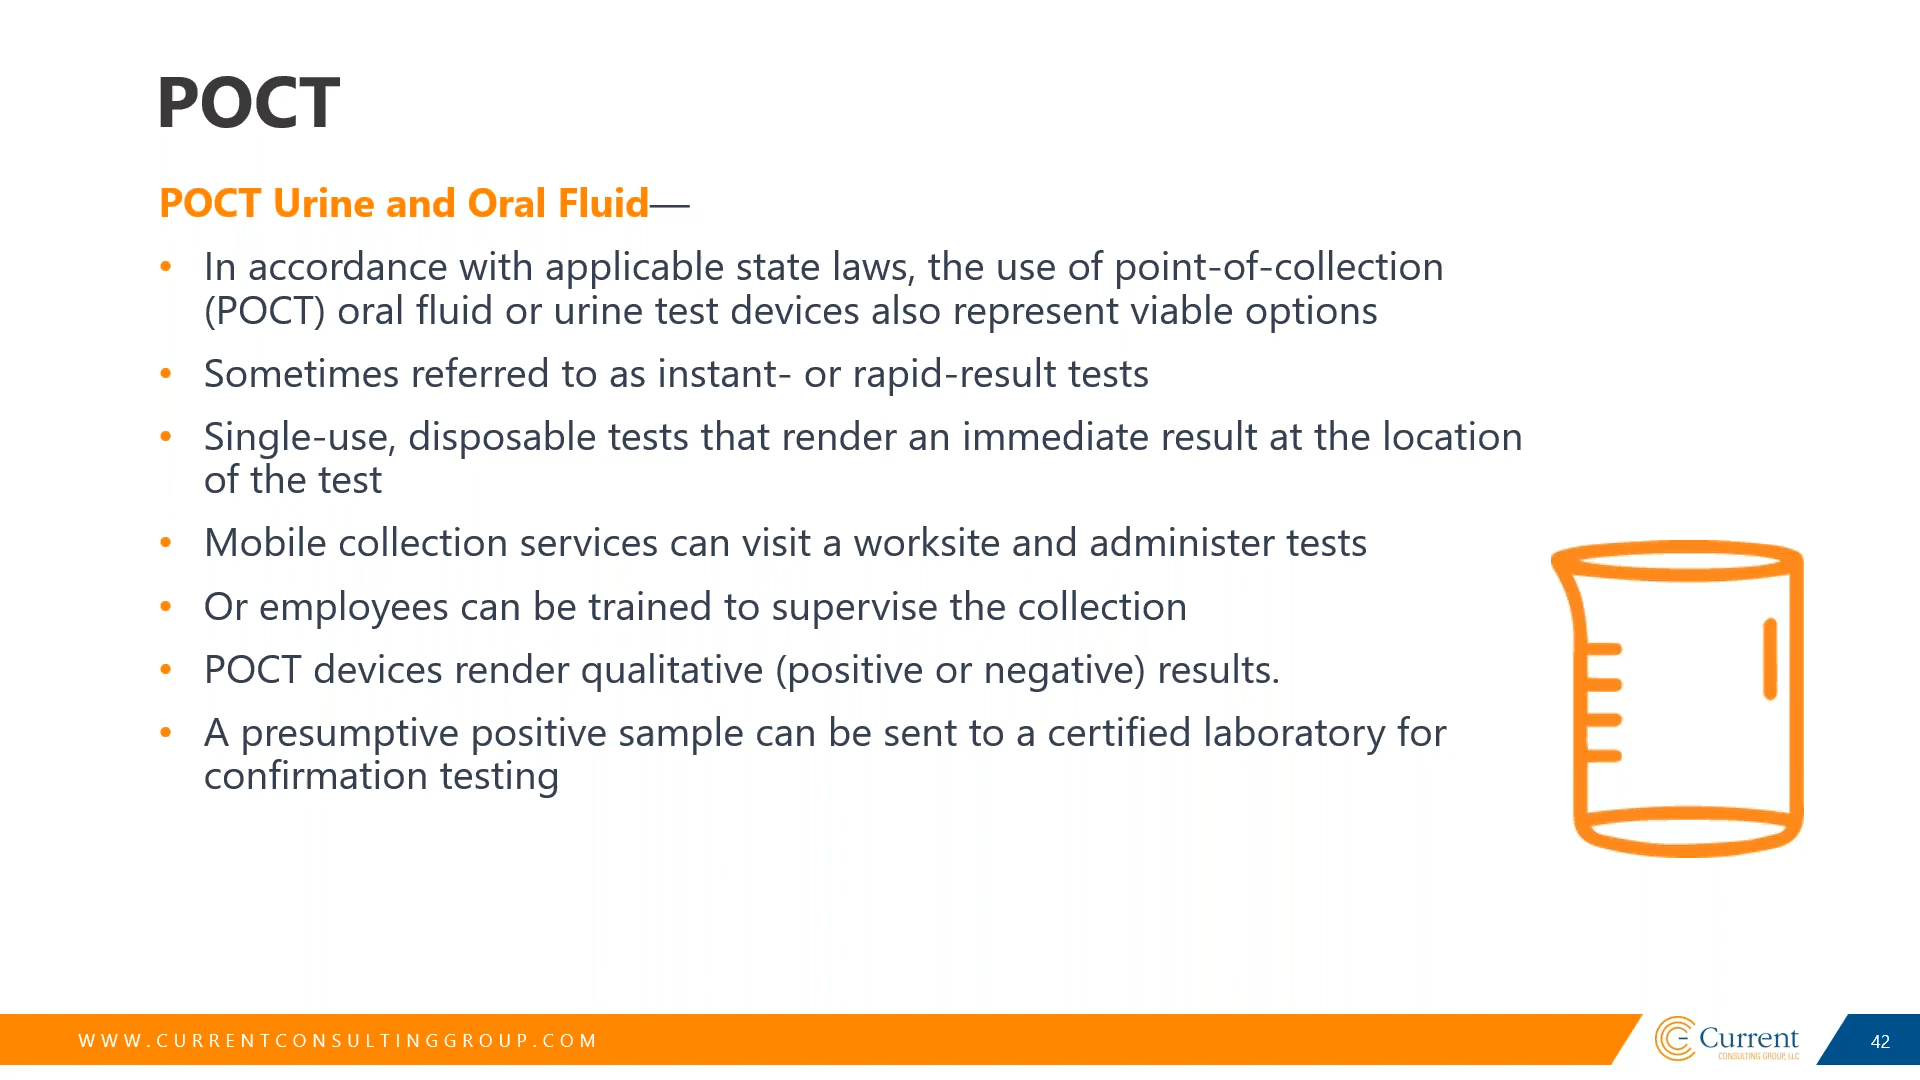 POCT
POCT Urine and Oral Fluid—
• In accordance with applicable state laws, the use of point-of-collection
(POCT) oral fluid or urine test devices also represent viable options
• Sometimes referred to as instant- or rapid-result tests
• Single-use, disposable tests that render an immediate result at the location
of the test
• Mobile collection services can visit a worksite and administer tests
• Or employees can be trained to supervise the collection
• POCT devices render qualitative (positive or negative) results.
• A presumptive positive sample can be sent to a certified laboratory for
confirmation testing
WWW.CURRENTCONSULTINGGROUP.COM
Current
CONSULTING GROUP, LLC
42